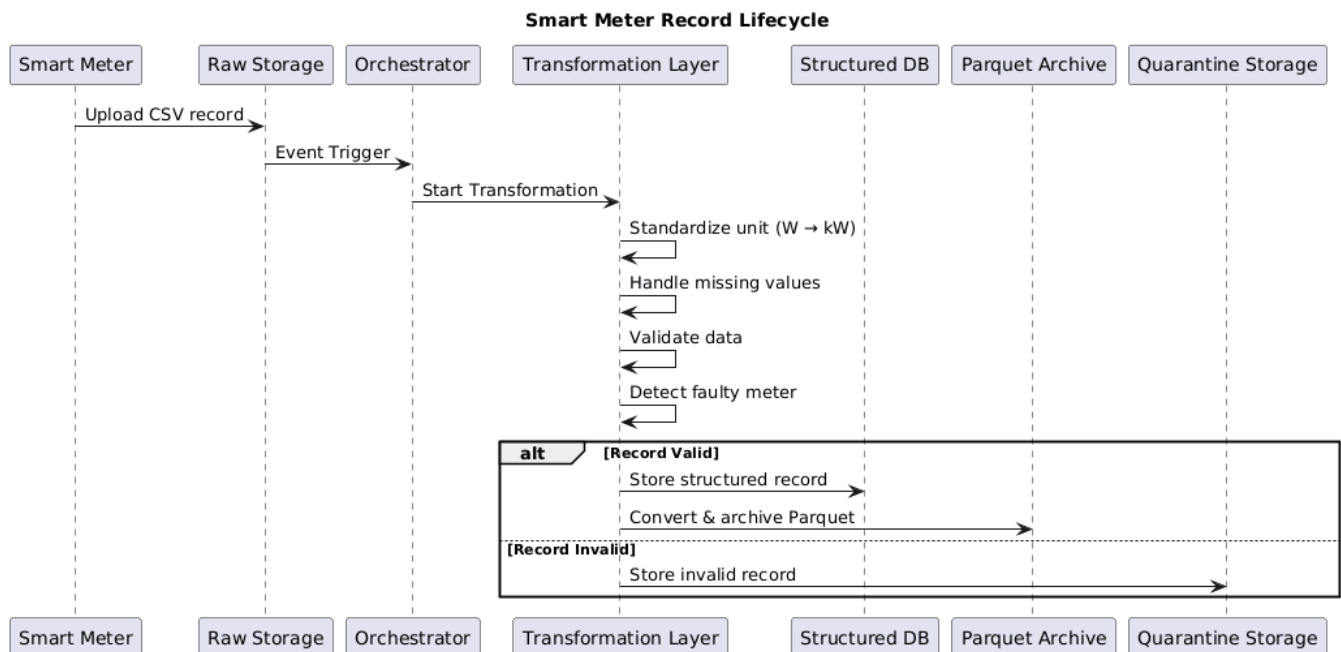 Smart Meter Record Lifecycle
Smart Meter Raw Storage Orchestrator Transformation Layer Structured DB Parquet Archive Quarantine Storage
Upload CSV record
Event Trigger
Start Transformation
Standardize unit (W → kW)
Handle missing values
Validate data
Detect faulty meter
alt [Record Valid]
Store structured record
Convert & archive Parquet
[Record Invalid]
Store invalid record
Smart Meter Raw Storage Orchestrator Transformation Layer Structured DB Parquet Archive Quarantine Storage